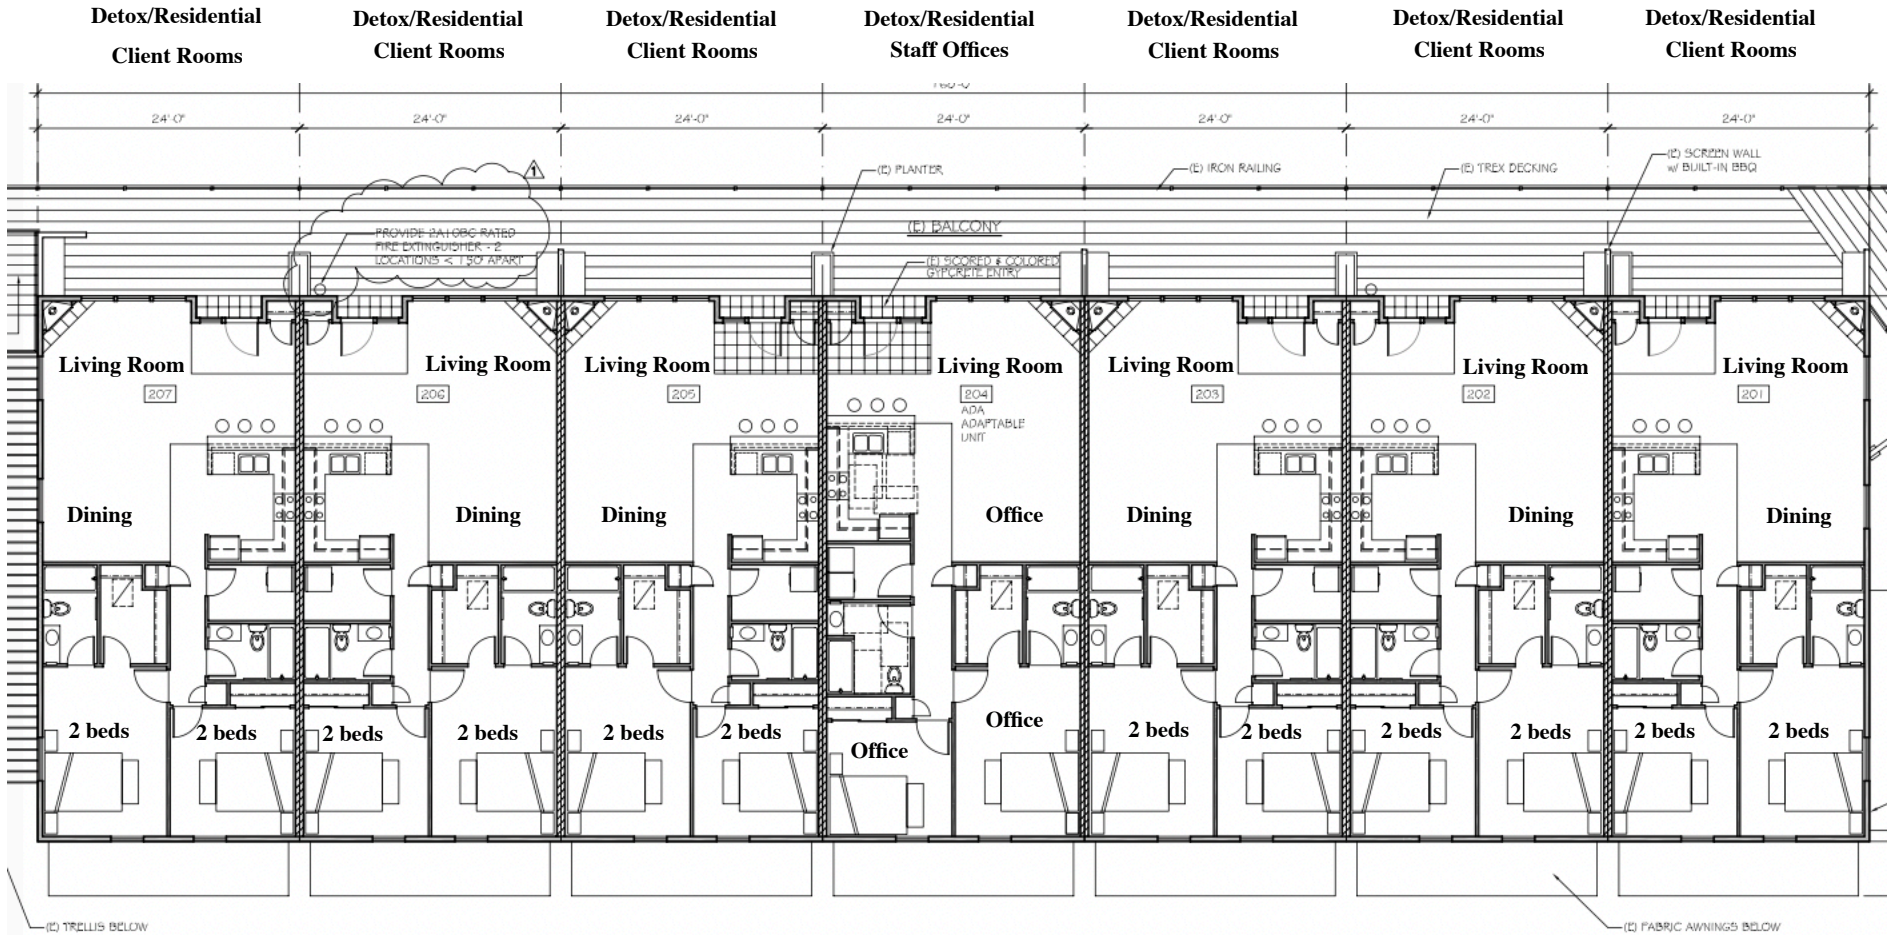 Detox/Residential Detox/Residential Detox/Residential Detox/Residential Detox/Residential Detox/Residential Detox/Residential
Client Rooms Client Rooms Client Rooms Staff Offices Client Rooms Client Rooms Client Rooms
24'-0" 24'-0" 24'-0" 24'-0" 24'-0" 24'-0" 24'-0"
1
(E) PLANTER
(E) IRON RAILING
(E) TREX DECKING
(E) SCREEN WALL
w/ BUILT-IN BBQ
PROVIDE 2A10BC RATED
FIRE EXTINGUISHER - 2
LOCATIONS < 150' APART
(E) BALCONY
(E) SCORED & COLORED
GYPCRETE ENTRY
Living Room Living Room Living Room Living Room Living Room Living Room Living Room
207 206 205 204 203 202 201
ADA
ADAPTABLE
UNIT
Dining Dining Dining Office Dining Dining Dining
2 beds 2 beds 2 beds 2 beds 2 beds 2 beds Office 2 beds 2 beds 2 beds 2 beds 2 beds 2 beds
Office
(E) TRELLIS BELOW
(E) FABRIC AWNINGS BELOW